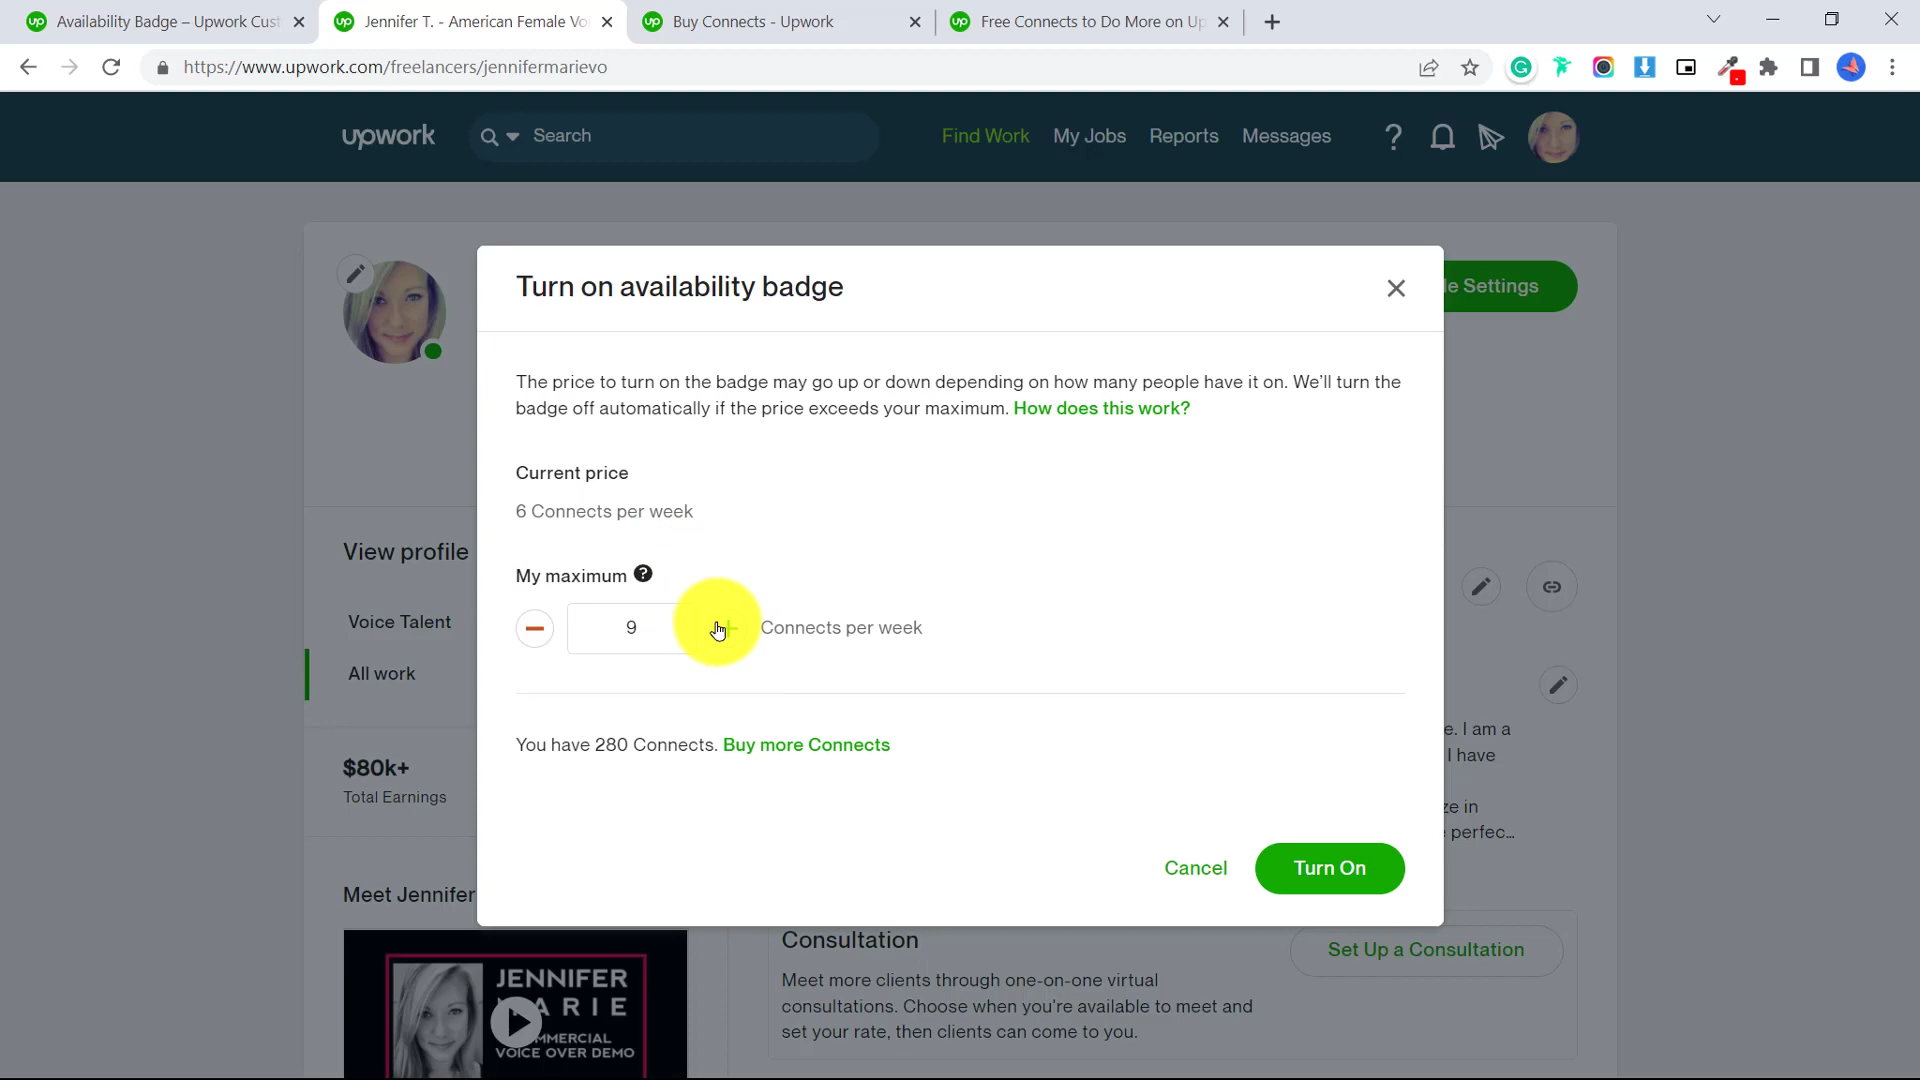 Availability Badge – Upwork Cust
Jennifer T. - American Female Vo
Buy Connects - Upwork
Free Connects to Do More on Up
https://www.upwork.com/freelancers/jennifermarievo
upwork
Search
Find Work
My Jobs
Reports
Messages
le Settings
Turn on availability badge
The price to turn on the badge may go up or down depending on how many people have it on. We'll turn the
badge off automatically if the price exceeds your maximum. How does this work?
Current price
6 Connects per week
My maximum
9
Connects per week
You have 280 Connects. Buy more Connects
Cancel
Turn On
View profile
Voice Talent
All work
$80k+
Total Earnings
e. I am a
I have
ze in
perfec...
Meet Jennifer
JENNIFER
ARIE
MMERCIAL
VOICE OVER DEMO
Consultation
Set Up a Consultation
Meet more clients through one-on-one virtual
consultations. Choose when you're available to meet and
set your rate, then clients can come to you.